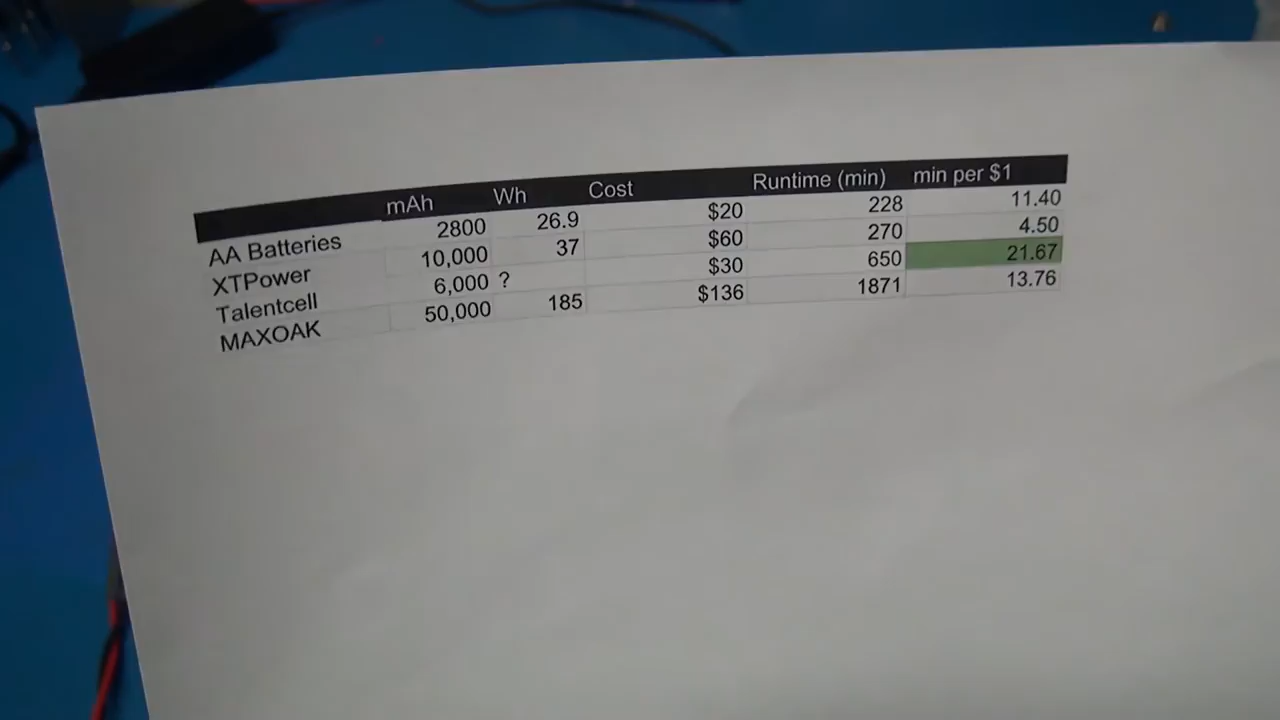 mAh Wh Cost Runtime (min) min per $1
AA Batteries 2800 26.9 $20 228 11.40
XTPower 10,000 37 $60 270 4.50
Talentcell 6,000 ? $30 650 21.67
MAXOAK 50,000 185 $136 1871 13.76